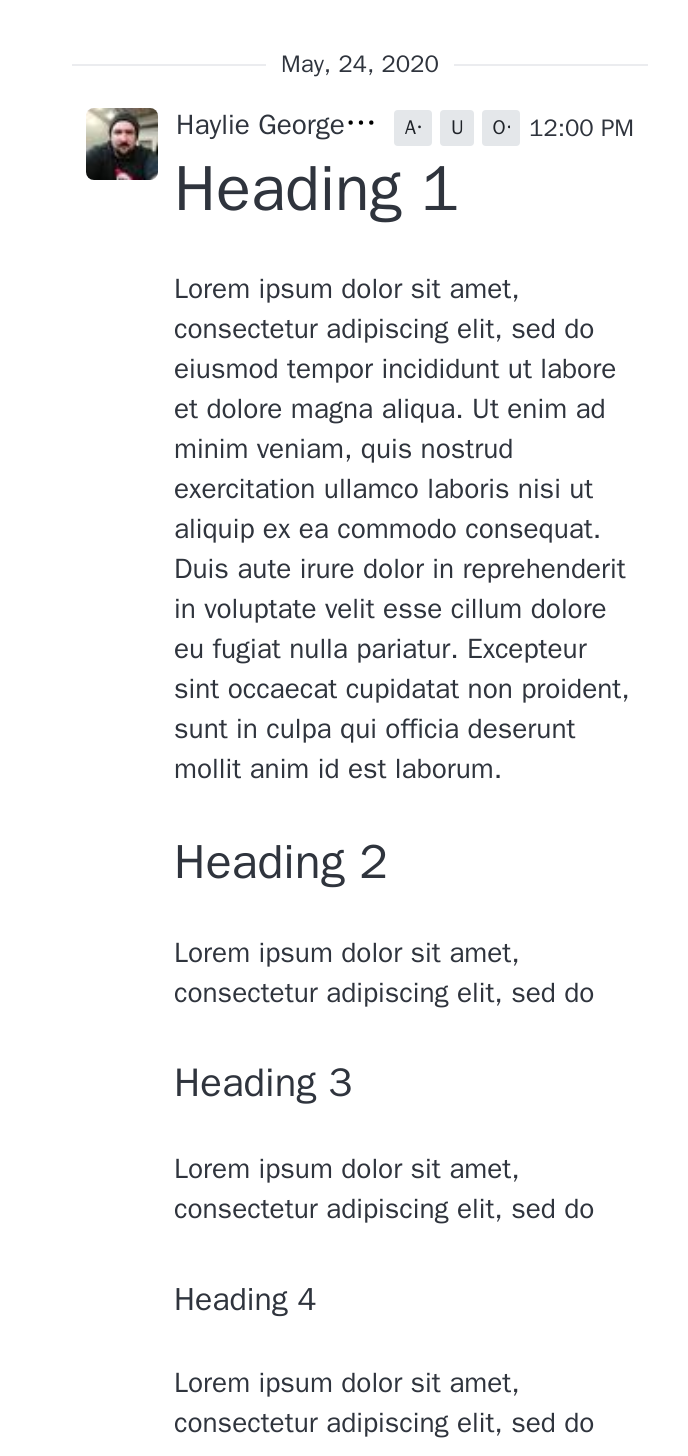 May, 24, 2020
Haylie George··· A· U O· 12:00 PM
Heading 1
Lorem ipsum dolor sit amet,
consectetur adipiscing elit, sed do
eiusmod tempor incididunt ut labore
et dolore magna aliqua. Ut enim ad
minim veniam, quis nostrud
exercitation ullamco laboris nisi ut
aliquip ex ea commodo consequat.
Duis aute irure dolor in reprehenderit
in voluptate velit esse cillum dolore
eu fugiat nulla pariatur. Excepteur
sint occaecat cupidatat non proident,
sunt in culpa qui officia deserunt
mollit anim id est laborum.
Heading 2
Lorem ipsum dolor sit amet,
consectetur adipiscing elit, sed do
Heading 3
Lorem ipsum dolor sit amet,
consectetur adipiscing elit, sed do
Heading 4
Lorem ipsum dolor sit amet,
consectetur adipiscing elit, sed do